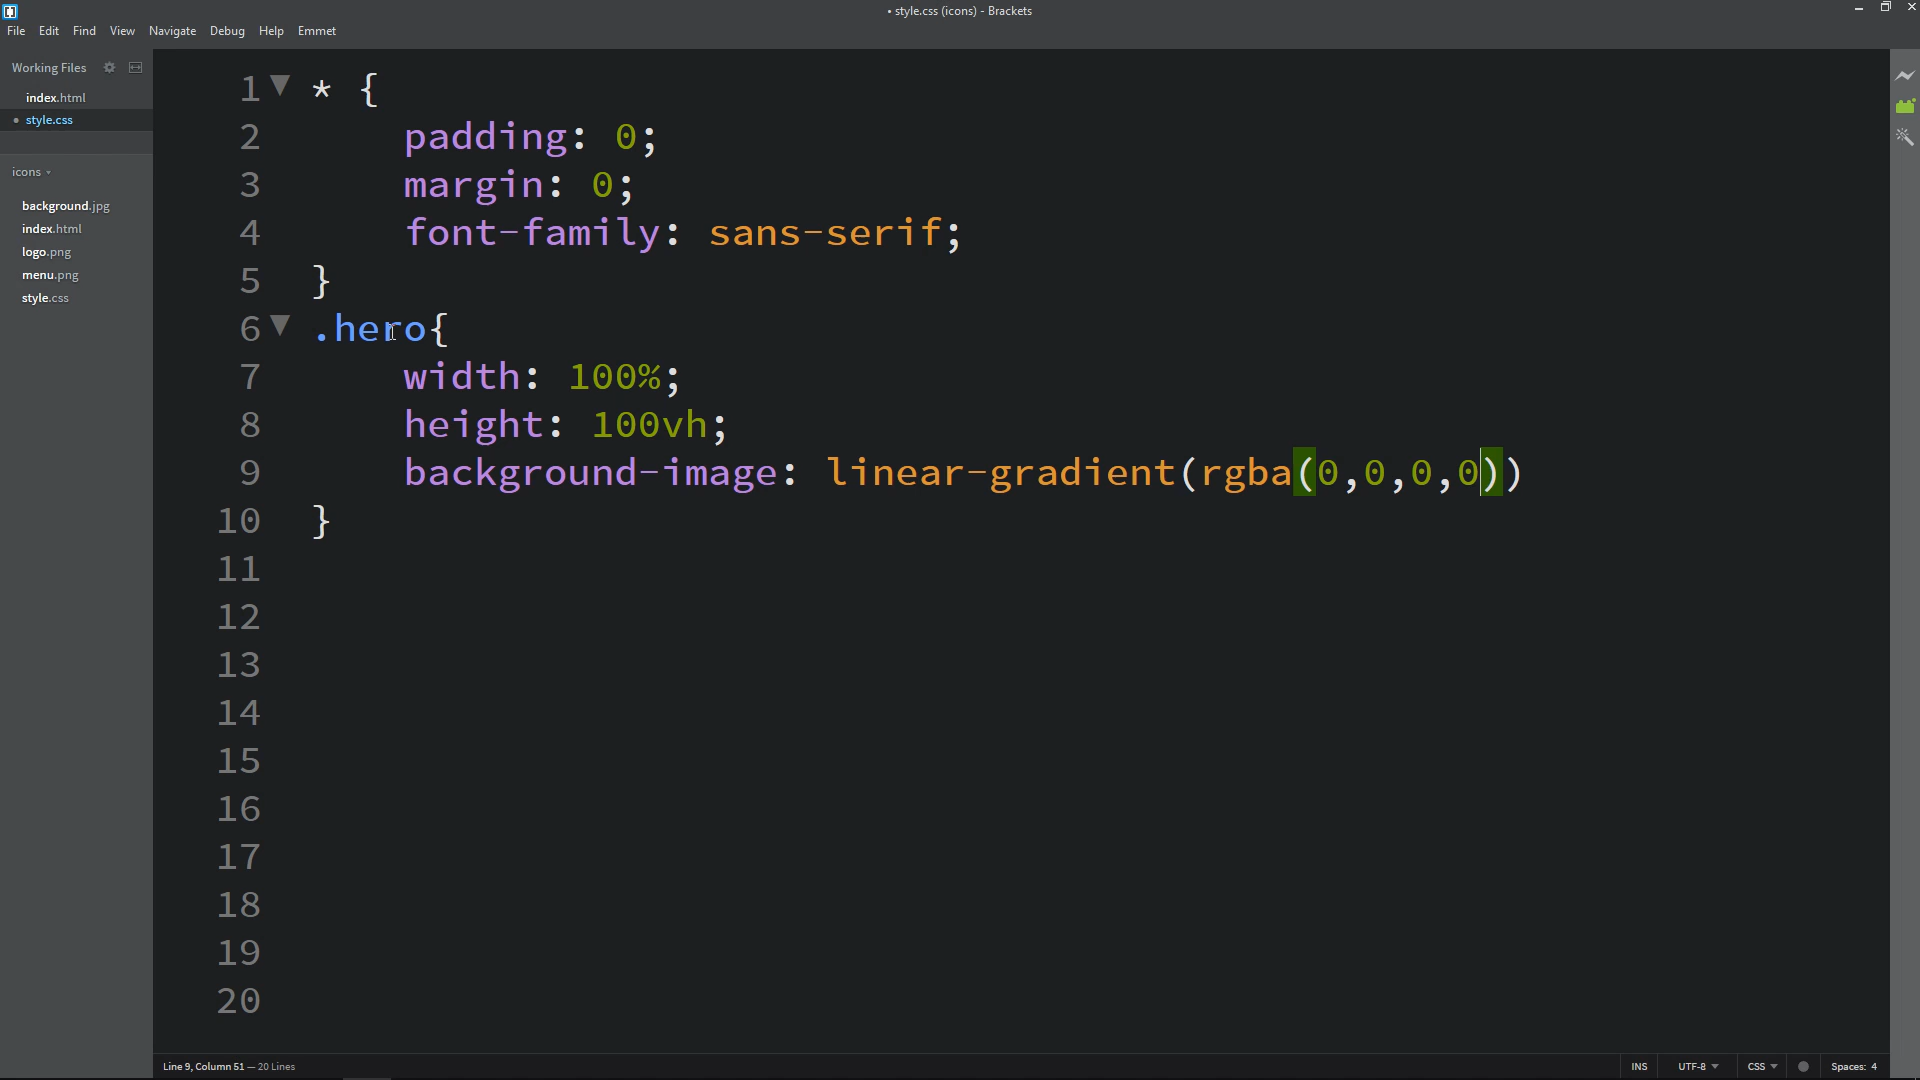 • style.css (icons) - Brackets
File Edit Find View Navigate Debug Help Emmet
Working Files
index.html
• style.css
icons
background.jpg
index.html
logo.png
menu.png
style.css
1 * {
2 padding: 0;
3 margin: 0;
4 font-family: sans-serif;
5 }
6 .hero{
7 width: 100%;
8 height: 100vh;
9 background-image: linear-gradient(rgba(0,0,0,0))
10 }
11
12
13
14
15
16
17
18
19
20
Line 9, Column 51 — 20 Lines
INS UTF-8 CSS Spaces: 4